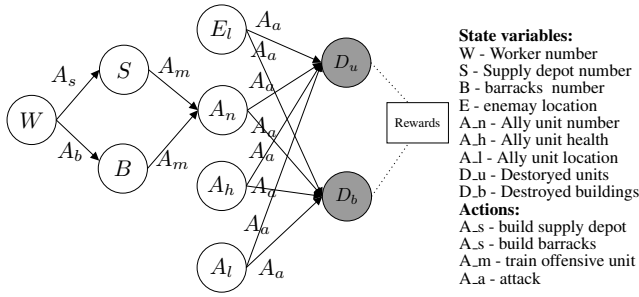 E_l
A_a
A_a
D_u
A_s
S
A_m
A_a
W
A_n
A_a
Rewards
A_b
B
A_m
A_a
A_h
A_a
D_b
A_a
A_l
A_a
State variables:
W - Worker number
S - Supply depot number
B - barracks number
E - enemay location
A_n - Ally unit number
A_h - Ally unit health
A_l - Ally unit location
D_u - Destoryed units
D_b - Destroyed buildings
Actions:
A_s - build supply depot
A_s - build barracks
A_m - train offensive unit
A_a - attack